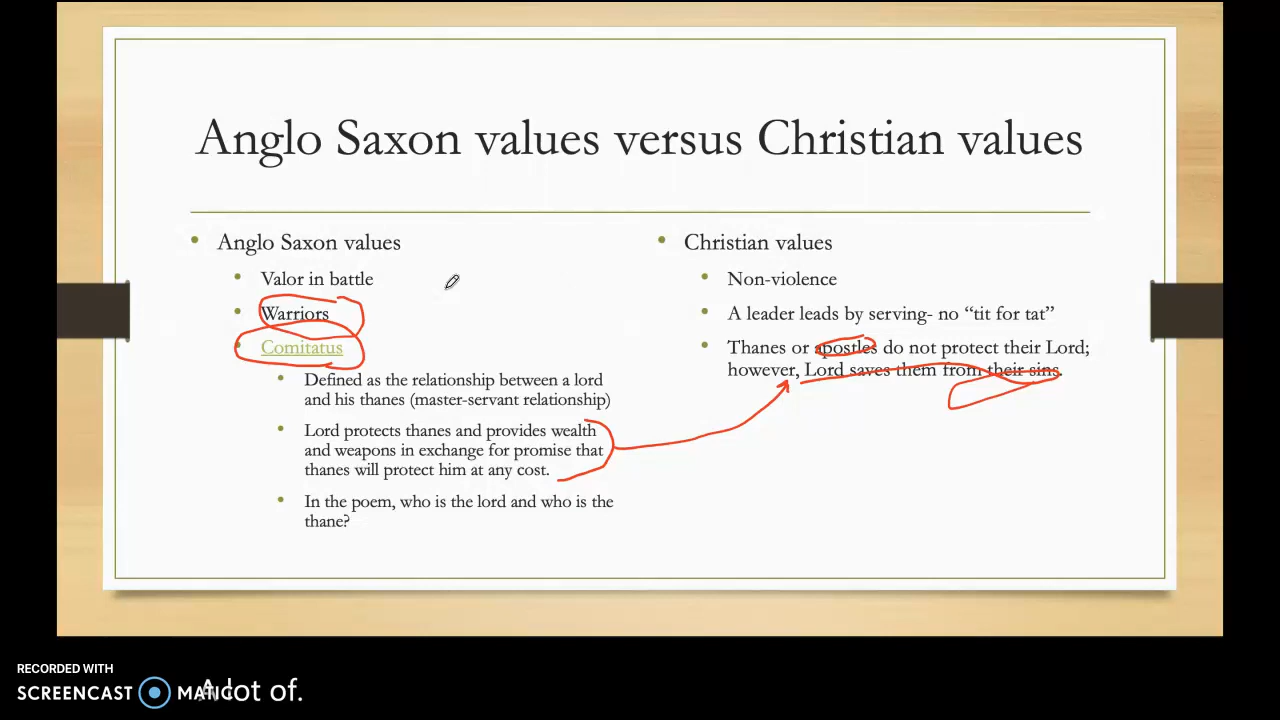 Anglo Saxon values versus Christian values
Anglo Saxon values
Valor in battle
Warriors
Comitatus
Defined as the relationship between a lord
and his thanes (master-servant relationship)
Lord protects thanes and provides wealth
and weapons in exchange for promise that
thanes will protect him at any cost.
In the poem, who is the lord and who is the
thane?
Christian values
Non-violence
A leader leads by serving- no “tit for tat”
Thanes or apostles do not protect their Lord;
however, Lord saves them from their sins.
RECORDED WITH
SCREENCAST MATIC
A lot of.